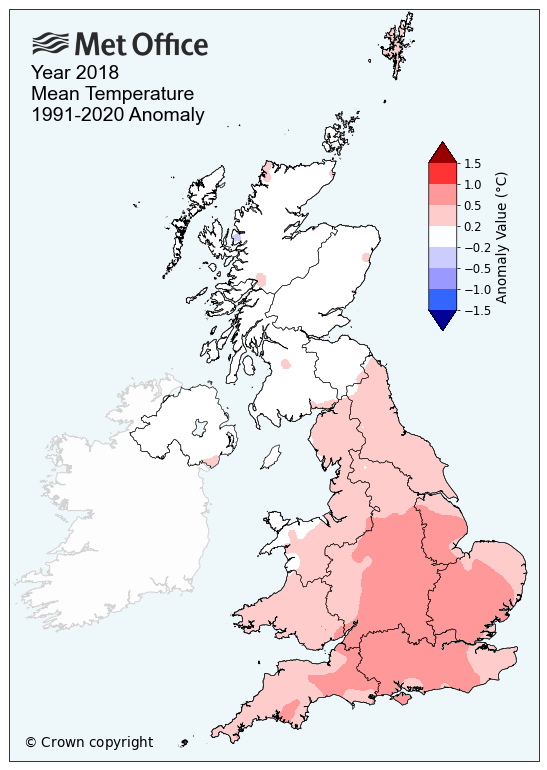 Met Office
Year 2018
Mean Temperature
1991-2020 Anomaly
1.5
1.0
0.5
0.2
−0.2
−0.5
−1.0
−1.5
Anomaly Value (°C)
© Crown copyright